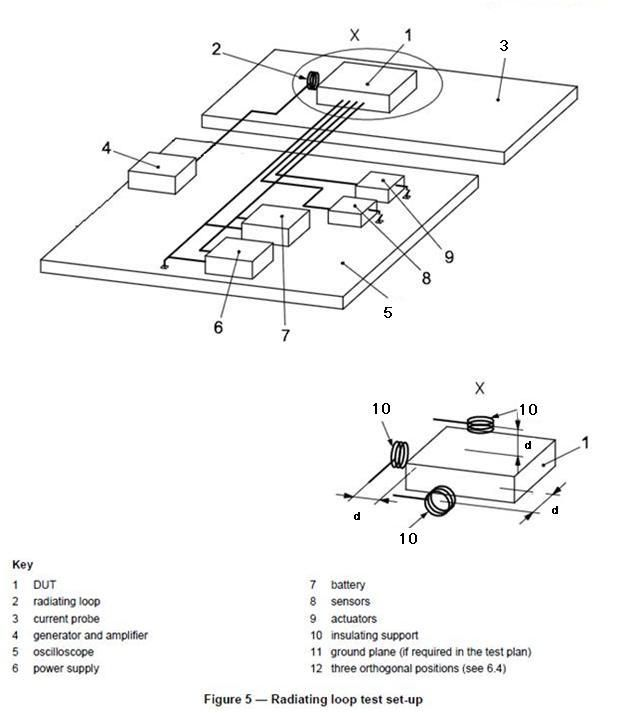 X
1
2
3
4
9
8
5
6
7
X
10
10
d
1
d
d
10
Key
1 DUT
2 radiating loop
3 current probe
4 generator and amplifier
5 oscilloscope
6 power supply
7 battery
8 sensors
9 actuators
10 insulating support
11 ground plane (if required in the test plan)
12 three orthogonal positions (see 6.4)
Figure 5 — Radiating loop test set-up